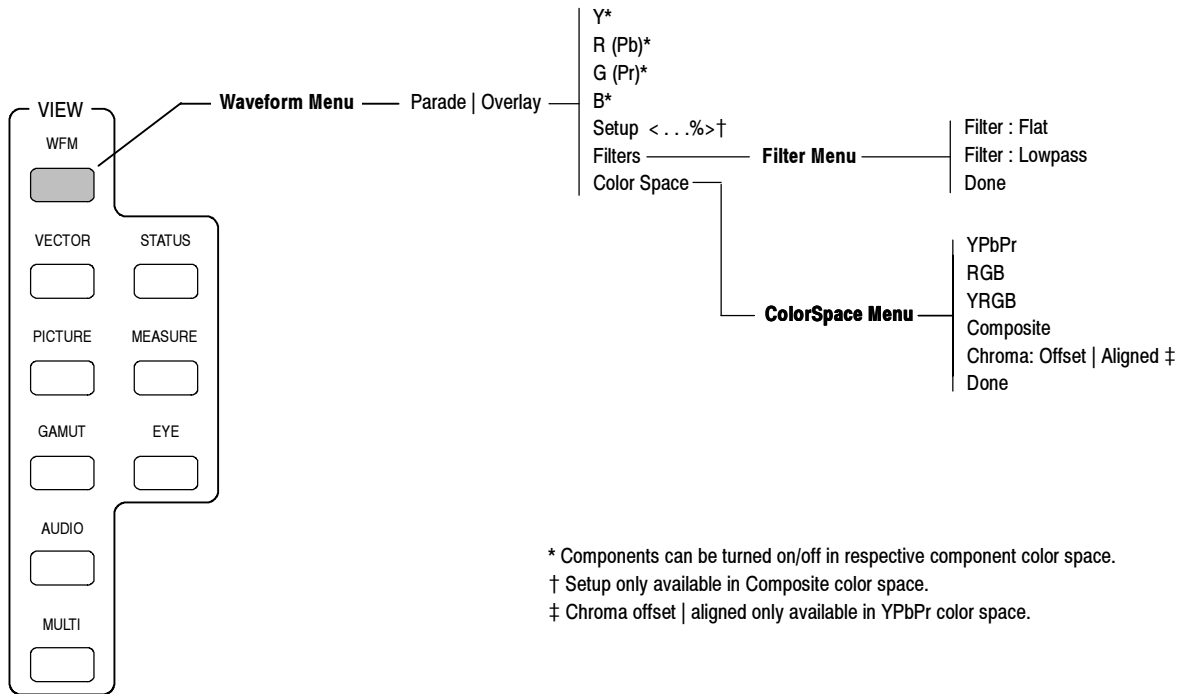 VIEW
WFM
VECTOR STATUS
PICTURE MEASURE
GAMUT EYE
AUDIO
MULTI
Waveform Menu
Parade | Overlay
Y*
R (Pb)*
G (Pr)*
B*
Setup < . . .%>†
Filters
Color Space
Filter Menu
Filter : Flat
Filter : Lowpass
Done
ColorSpace Menu
YPbPr
RGB
YRGB
Composite
Chroma: Offset | Aligned ‡
Done
* Components can be turned on/off in respective component color space.
† Setup only available in Composite color space.
‡ Chroma offset | aligned only available in YPbPr color space.